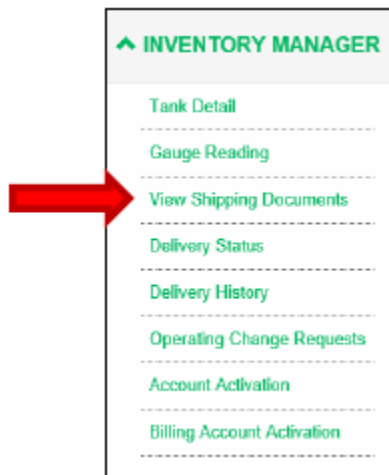 INVENTORY MANAGER
Tank Detail
Gauge Reading
View Shipping Documents
Delivery Status
Delivery History
Operating Change Requests
Account Activation
Billing Account Activation